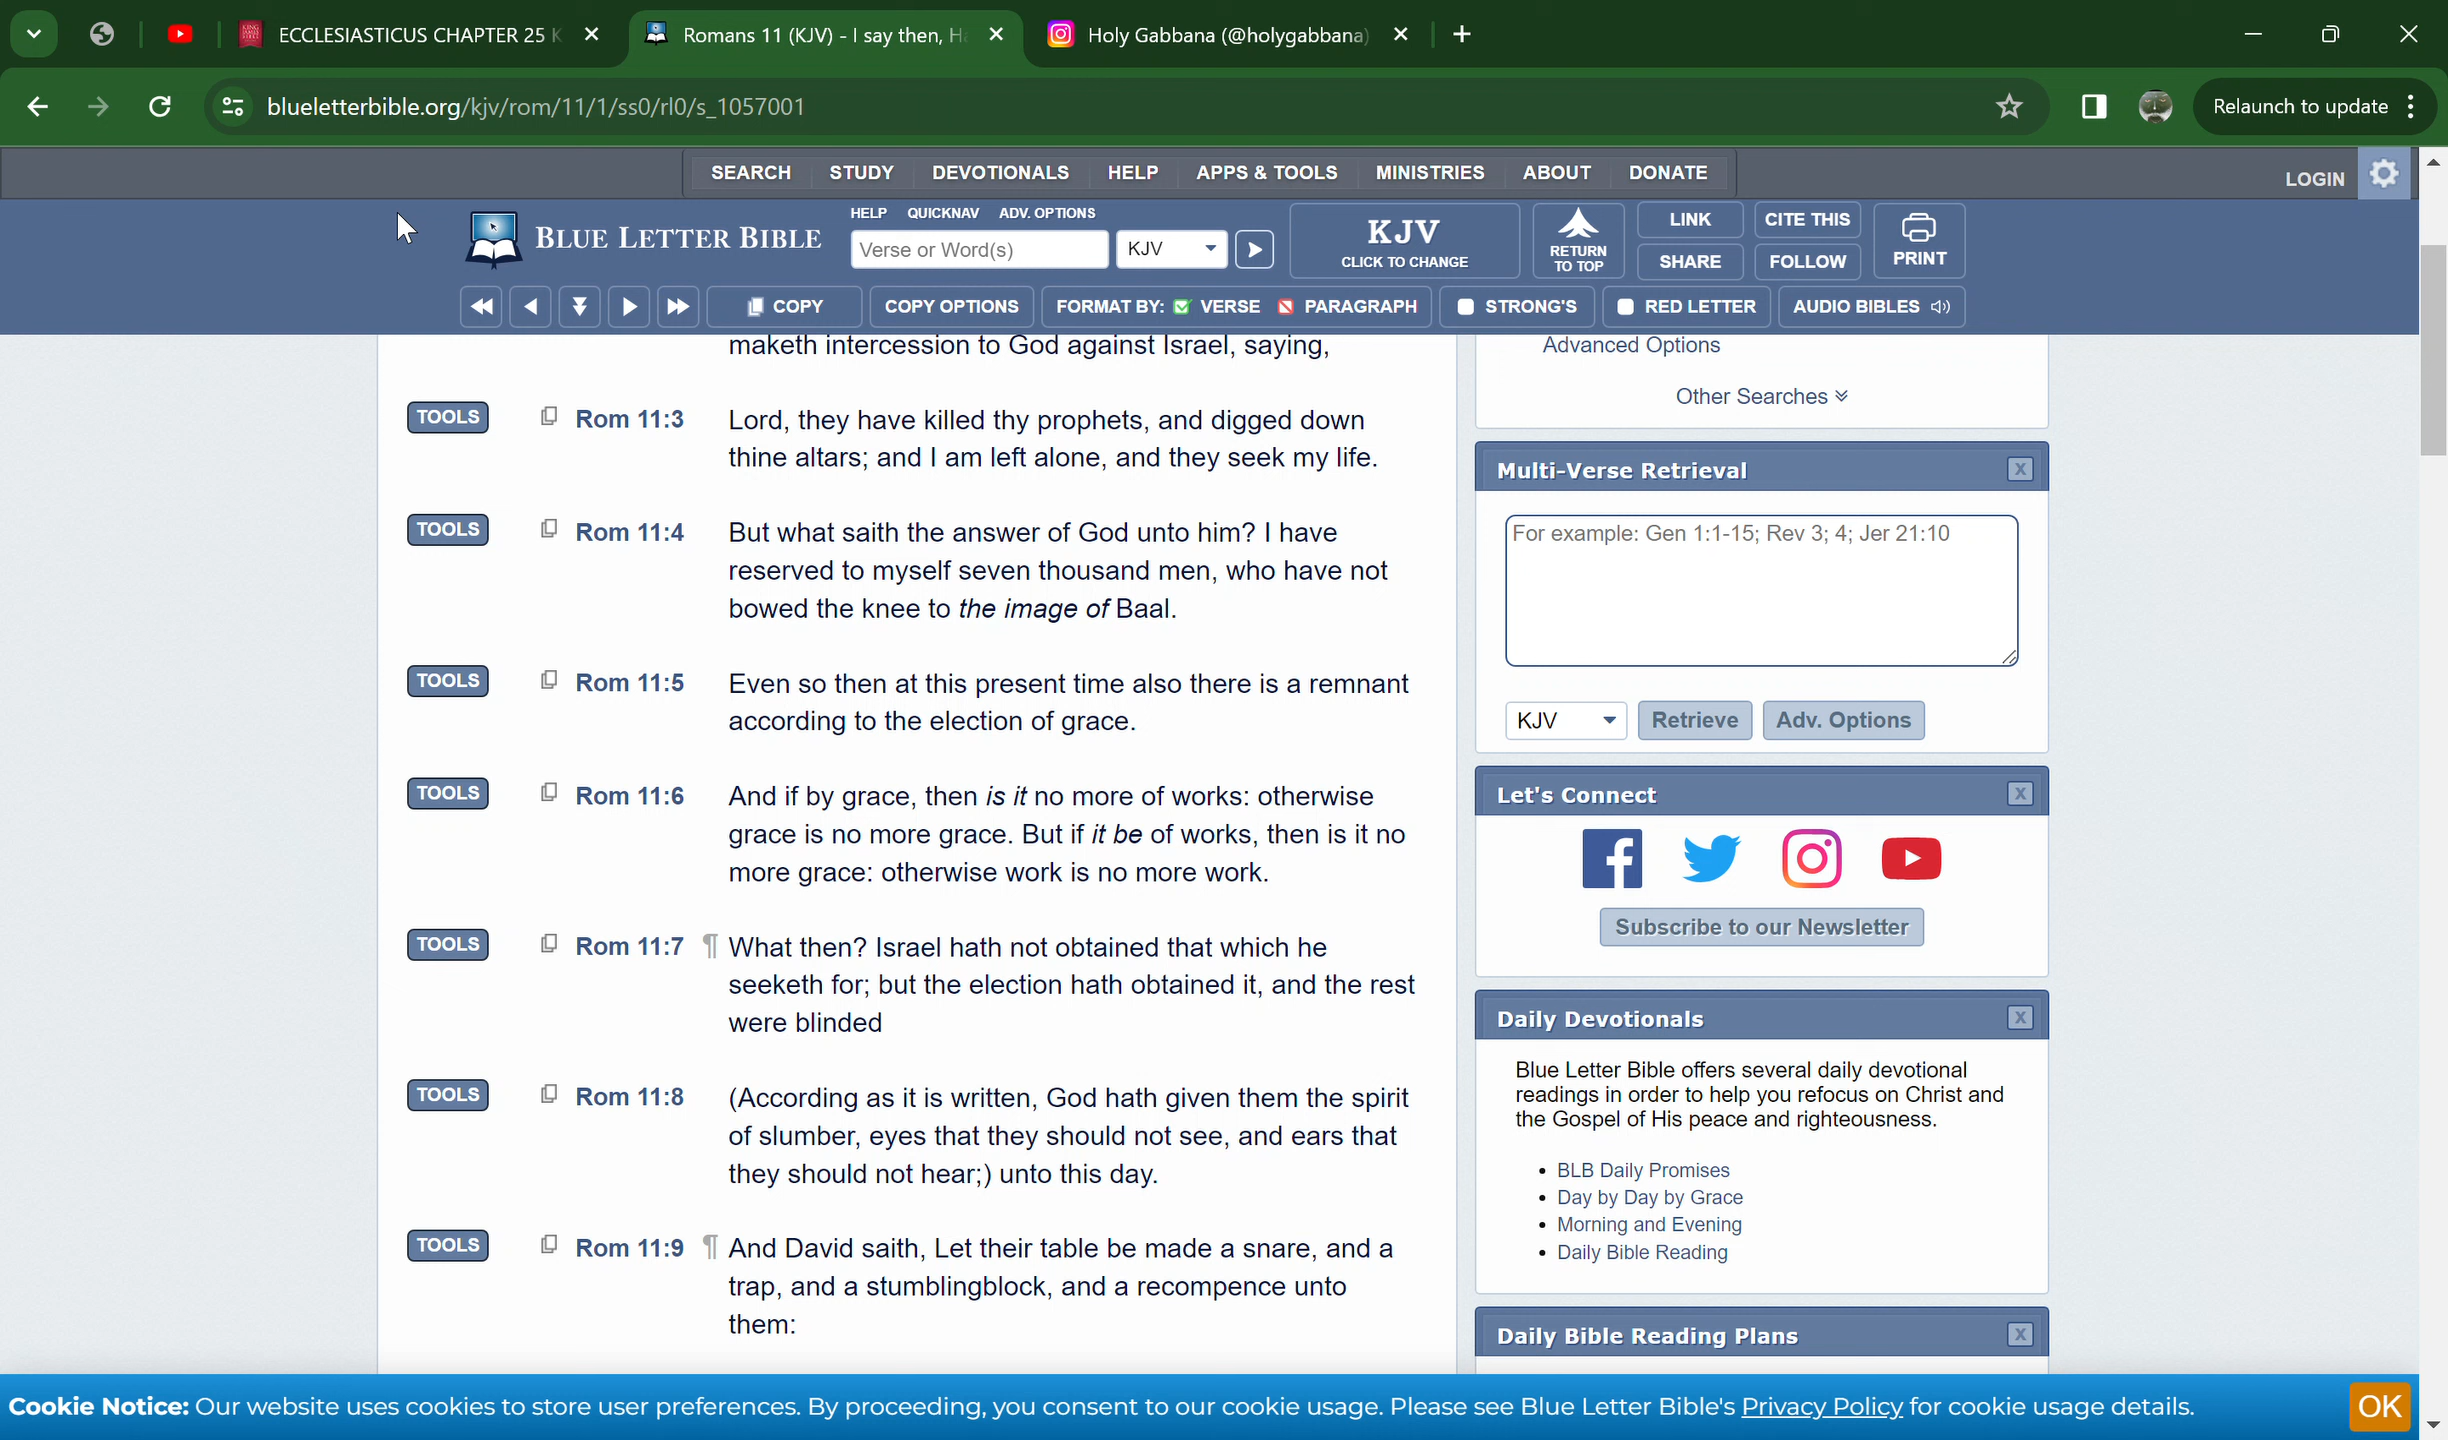 ECCLESIASTICUS CHAPTER 25 K
Romans 11 (KJV) - I say then, Ha
Holy Gabbana (@holygabbana)
blueletterbible.org/kjv/rom/11/1/ss0/rl0/s_1057001
Relaunch to update
SEARCH STUDY DEVOTIONALS HELP APPS & TOOLS MINISTRIES ABOUT DONATE
LOGIN
BLUE LETTER BIBLE
HELP QUICKNAV ADV. OPTIONS
Verse or Word(s)
KJV
KJV
CLICK TO CHANGE
RETURN
TO TOP
LINK
CITE THIS
SHARE
FOLLOW
PRINT
COPY
COPY OPTIONS
FORMAT BY: VERSE PARAGRAPH
STRONG'S
RED LETTER
AUDIO BIBLES
maketh intercession to God against Israel, saying,
TOOLS
Rom 11:3
Lord, they have killed thy prophets, and digged down
thine altars; and I am left alone, and they seek my life.
TOOLS
Rom 11:4
But what saith the answer of God unto him? I have
reserved to myself seven thousand men, who have not
bowed the knee to the image of Baal.
TOOLS
Rom 11:5
Even so then at this present time also there is a remnant
according to the election of grace.
TOOLS
Rom 11:6
And if by grace, then is it no more of works: otherwise
grace is no more grace. But if it be of works, then is it no
more grace: otherwise work is no more work.
TOOLS
Rom 11:7
¶ What then? Israel hath not obtained that which he
seeketh for; but the election hath obtained it, and the rest
were blinded
TOOLS
Rom 11:8
(According as it is written, God hath given them the spirit
of slumber, eyes that they should not see, and ears that
they should not hear;) unto this day.
TOOLS
Rom 11:9
¶ And David saith, Let their table be made a snare, and a
trap, and a stumblingblock, and a recompence unto
them:
Advanced Options
Other Searches
Multi-Verse Retrieval
X
For example: Gen 1:1-15; Rev 3; 4; Jer 21:10
KJV
Retrieve
Adv. Options
Let's Connect
X
Subscribe to our Newsletter
Daily Devotionals
X
Blue Letter Bible offers several daily devotional
readings in order to help you refocus on Christ and
the Gospel of His peace and righteousness.
• BLB Daily Promises
• Day by Day by Grace
• Morning and Evening
• Daily Bible Reading
Daily Bible Reading Plans
X
Cookie Notice: Our website uses cookies to store user preferences. By proceeding, you consent to our cookie usage. Please see Blue Letter Bible's Privacy Policy for cookie usage details.
OK